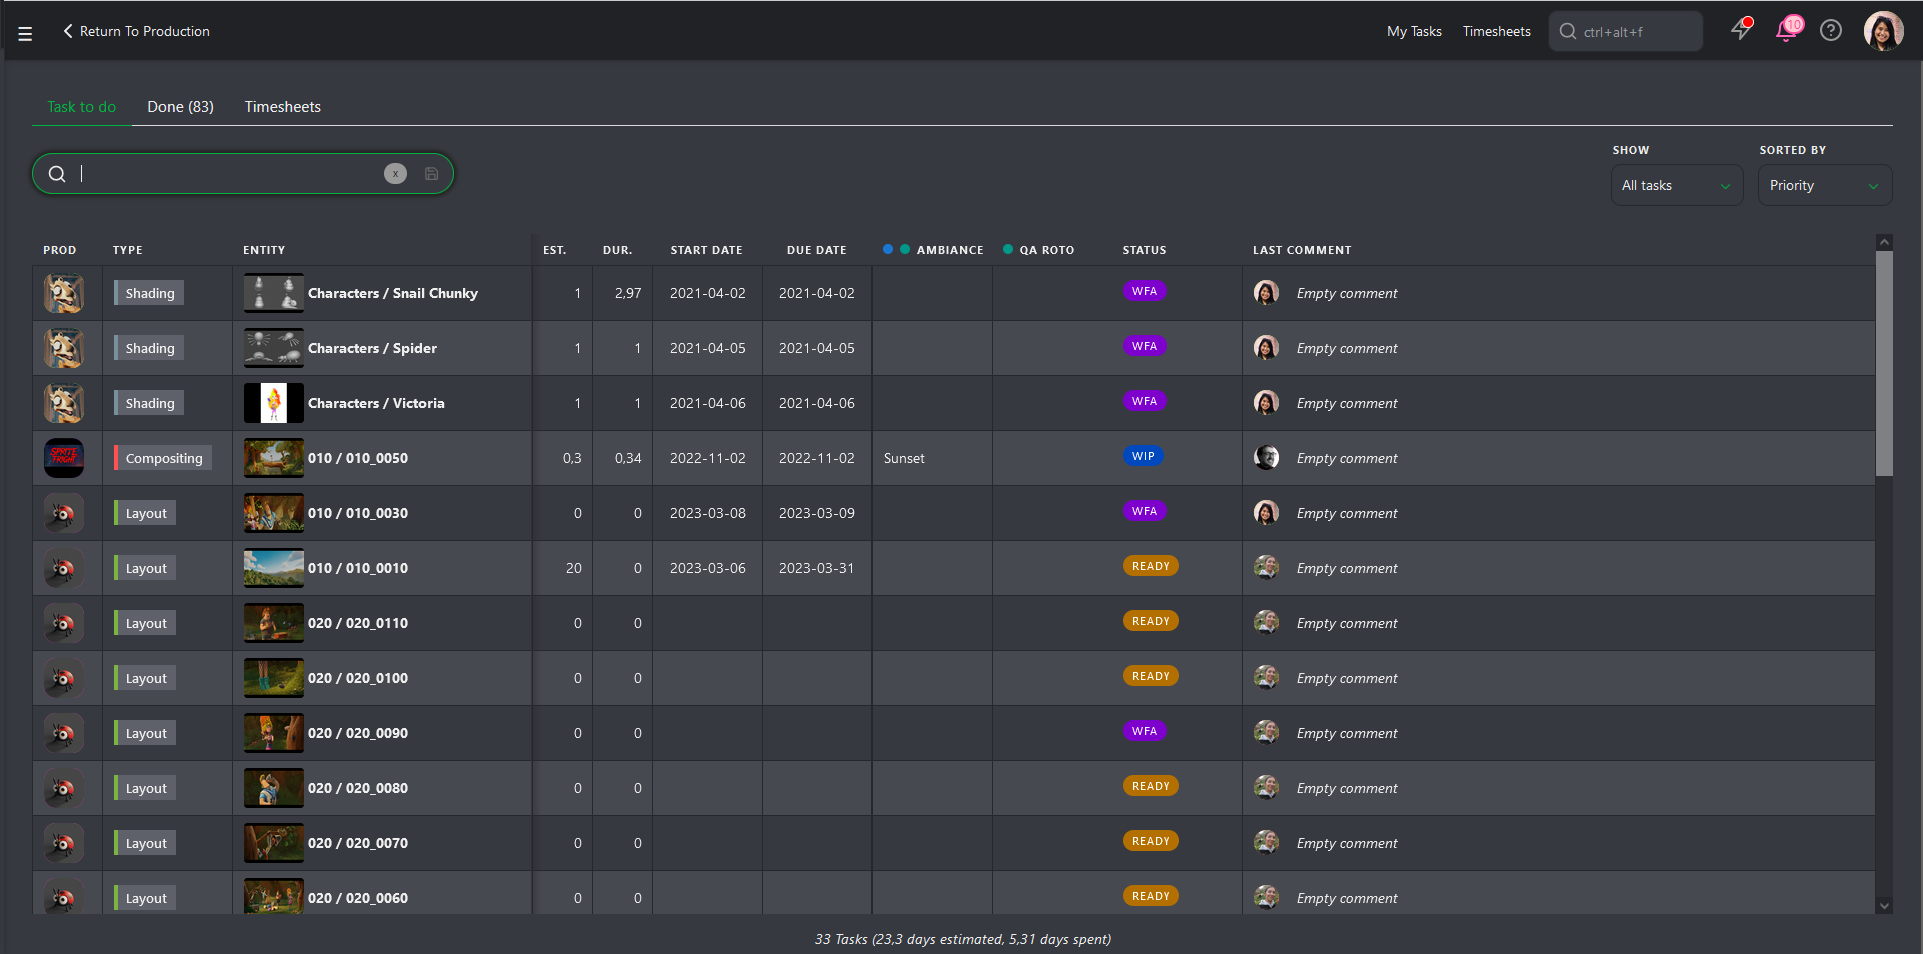 Return To Production
My Tasks Timesheets ctrl+alt+f 10
Task to do Done (83) Timesheets
SHOW SORTED BY
x All tasks Priority
PROD TYPE ENTITY EST. DUR. START DATE DUE DATE AMBIANCE QA ROTO STATUS LAST COMMENT
Shading Characters / Snail Chunky 1 2,97 2021-04-02 2021-04-02 WFA Empty comment
Shading Characters / Spider 1 1 2021-04-05 2021-04-05 WFA Empty comment
Shading Characters / Victoria 1 1 2021-04-06 2021-04-06 WFA Empty comment
SPRITE FRIGHT Compositing 010 / 010_0050 0,3 0,34 2022-11-02 2022-11-02 Sunset WIP Empty comment
Layout 010 / 010_0030 0 0 2023-03-08 2023-03-09 WFA Empty comment
Layout 010 / 010_0010 20 0 2023-03-06 2023-03-31 READY Empty comment
Layout 020 / 020_0110 0 0 READY Empty comment
Layout 020 / 020_0100 0 0 READY Empty comment
Layout 020 / 020_0090 0 0 WFA Empty comment
Layout 020 / 020_0080 0 0 READY Empty comment
Layout 020 / 020_0070 0 0 READY Empty comment
Layout 020 / 020_0060 0 0 READY Empty comment
33 Tasks (23,3 days estimated, 5,31 days spent)